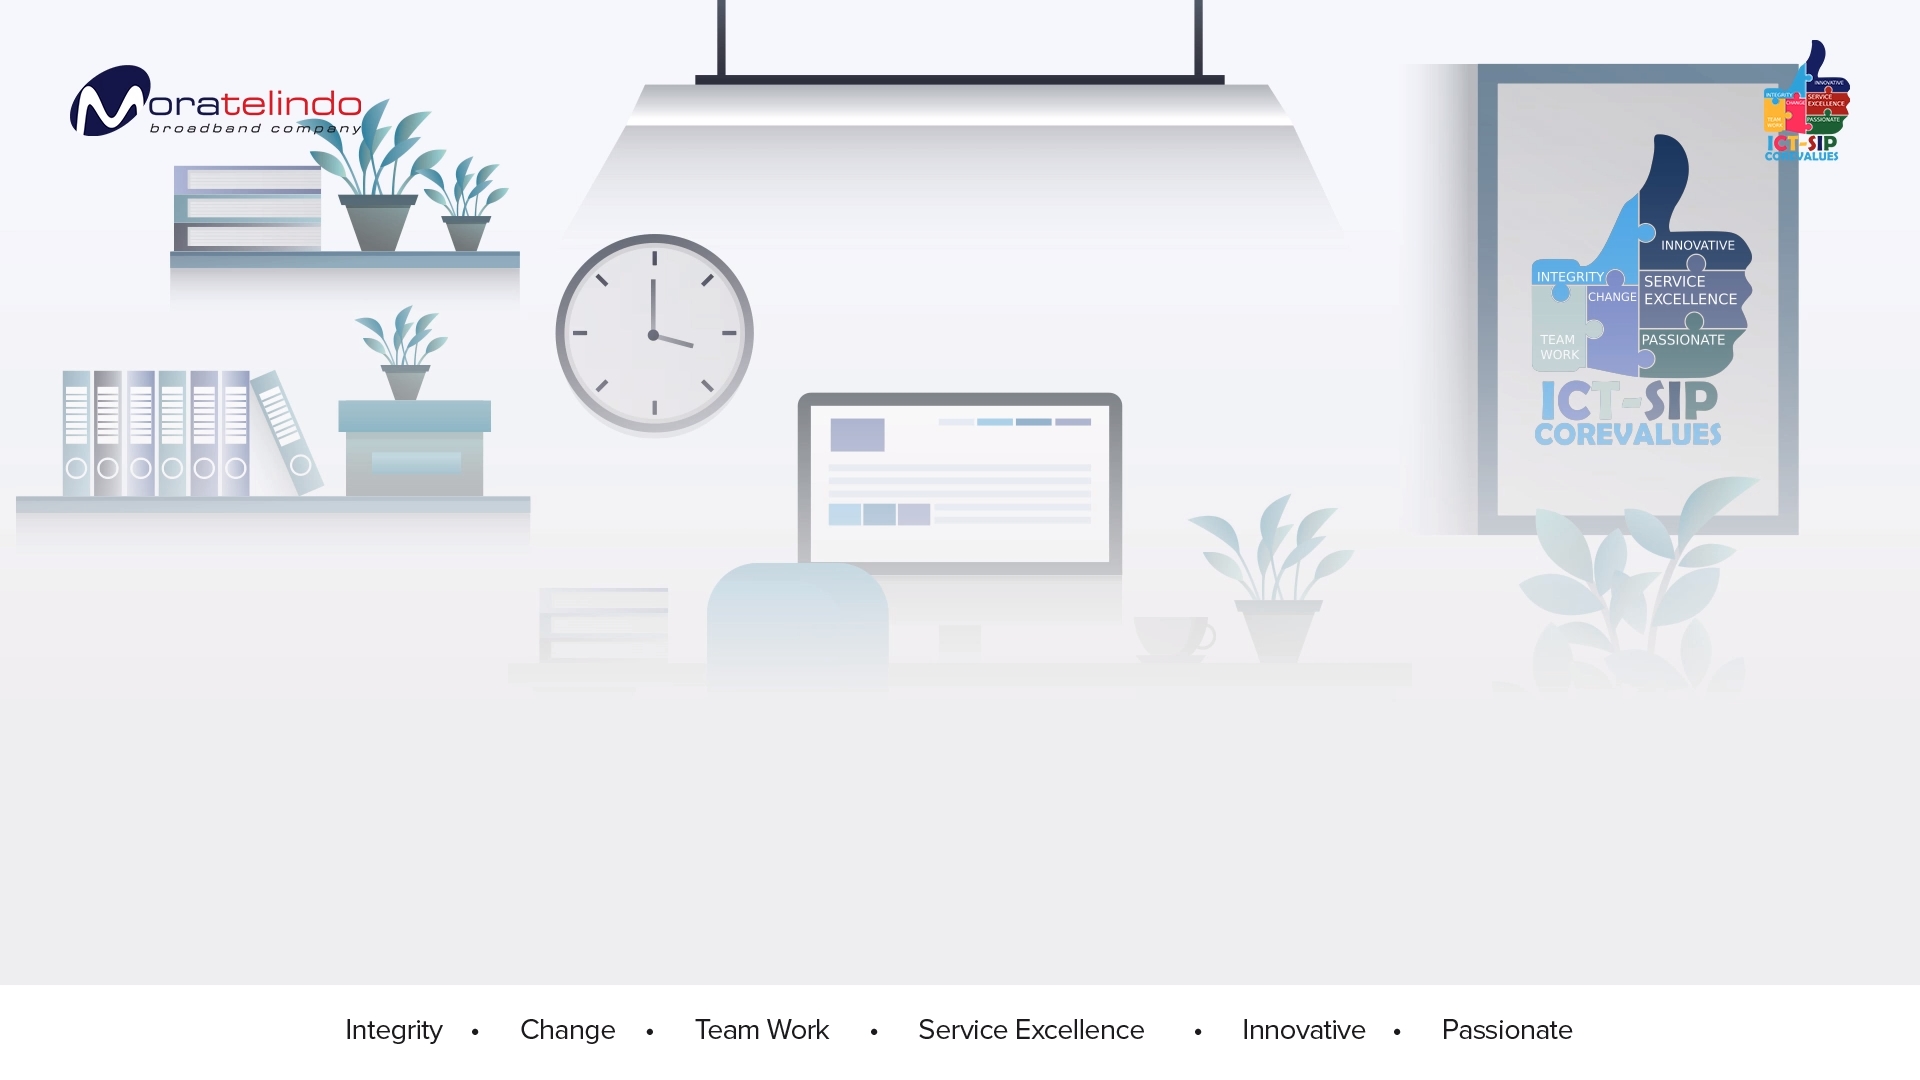 Moratelindo
broadband company
INNOVATIVE
INTEGRITY
SERVICE
EXCELLENCE
CHANGE
TEAM
WORK
PASSIONATE
ICT-SIP
COREVALUES
INNOVATIVE
INTEGRITY
SERVICE
EXCELLENCE
CHANGE
TEAM
WORK
PASSIONATE
ICT-SIP
COREVALUES
Integrity • Change • Team Work • Service Excellence • Innovative • Passionate